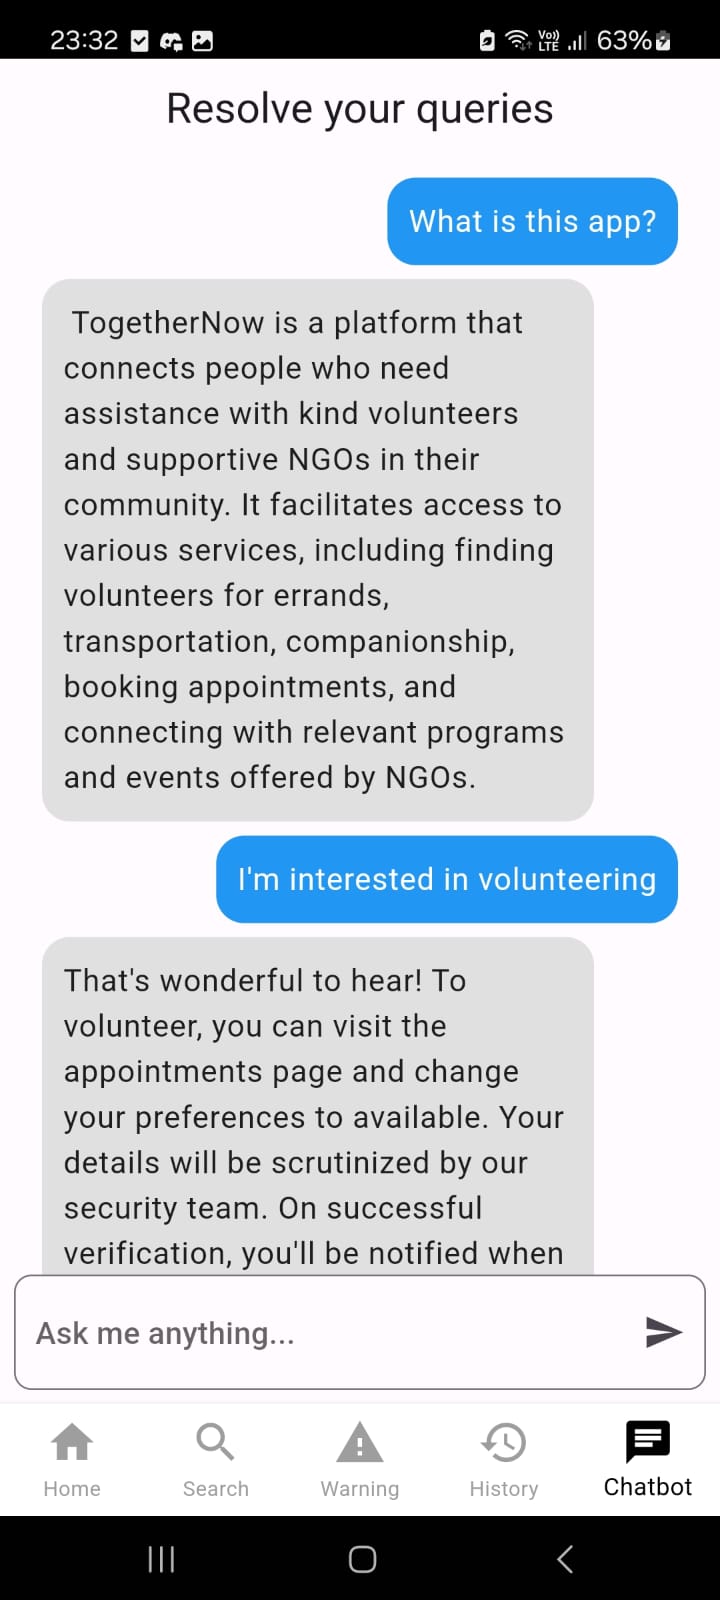 23:32
Vo))
LTE
63%
Resolve your queries
What is this app?
TogetherNow is a platform that
connects people who need
assistance with kind volunteers
and supportive NGOs in their
community. It facilitates access to
various services, including finding
volunteers for errands,
transportation, companionship,
booking appointments, and
connecting with relevant programs
and events offered by NGOs.
I'm interested in volunteering
That's wonderful to hear! To
volunteer, you can visit the
appointments page and change
your preferences to available. Your
details will be scrutinized by our
security team. On successful
verification, you'll be notified when
Ask me anything...
Home
Search
Warning
History
Chatbot